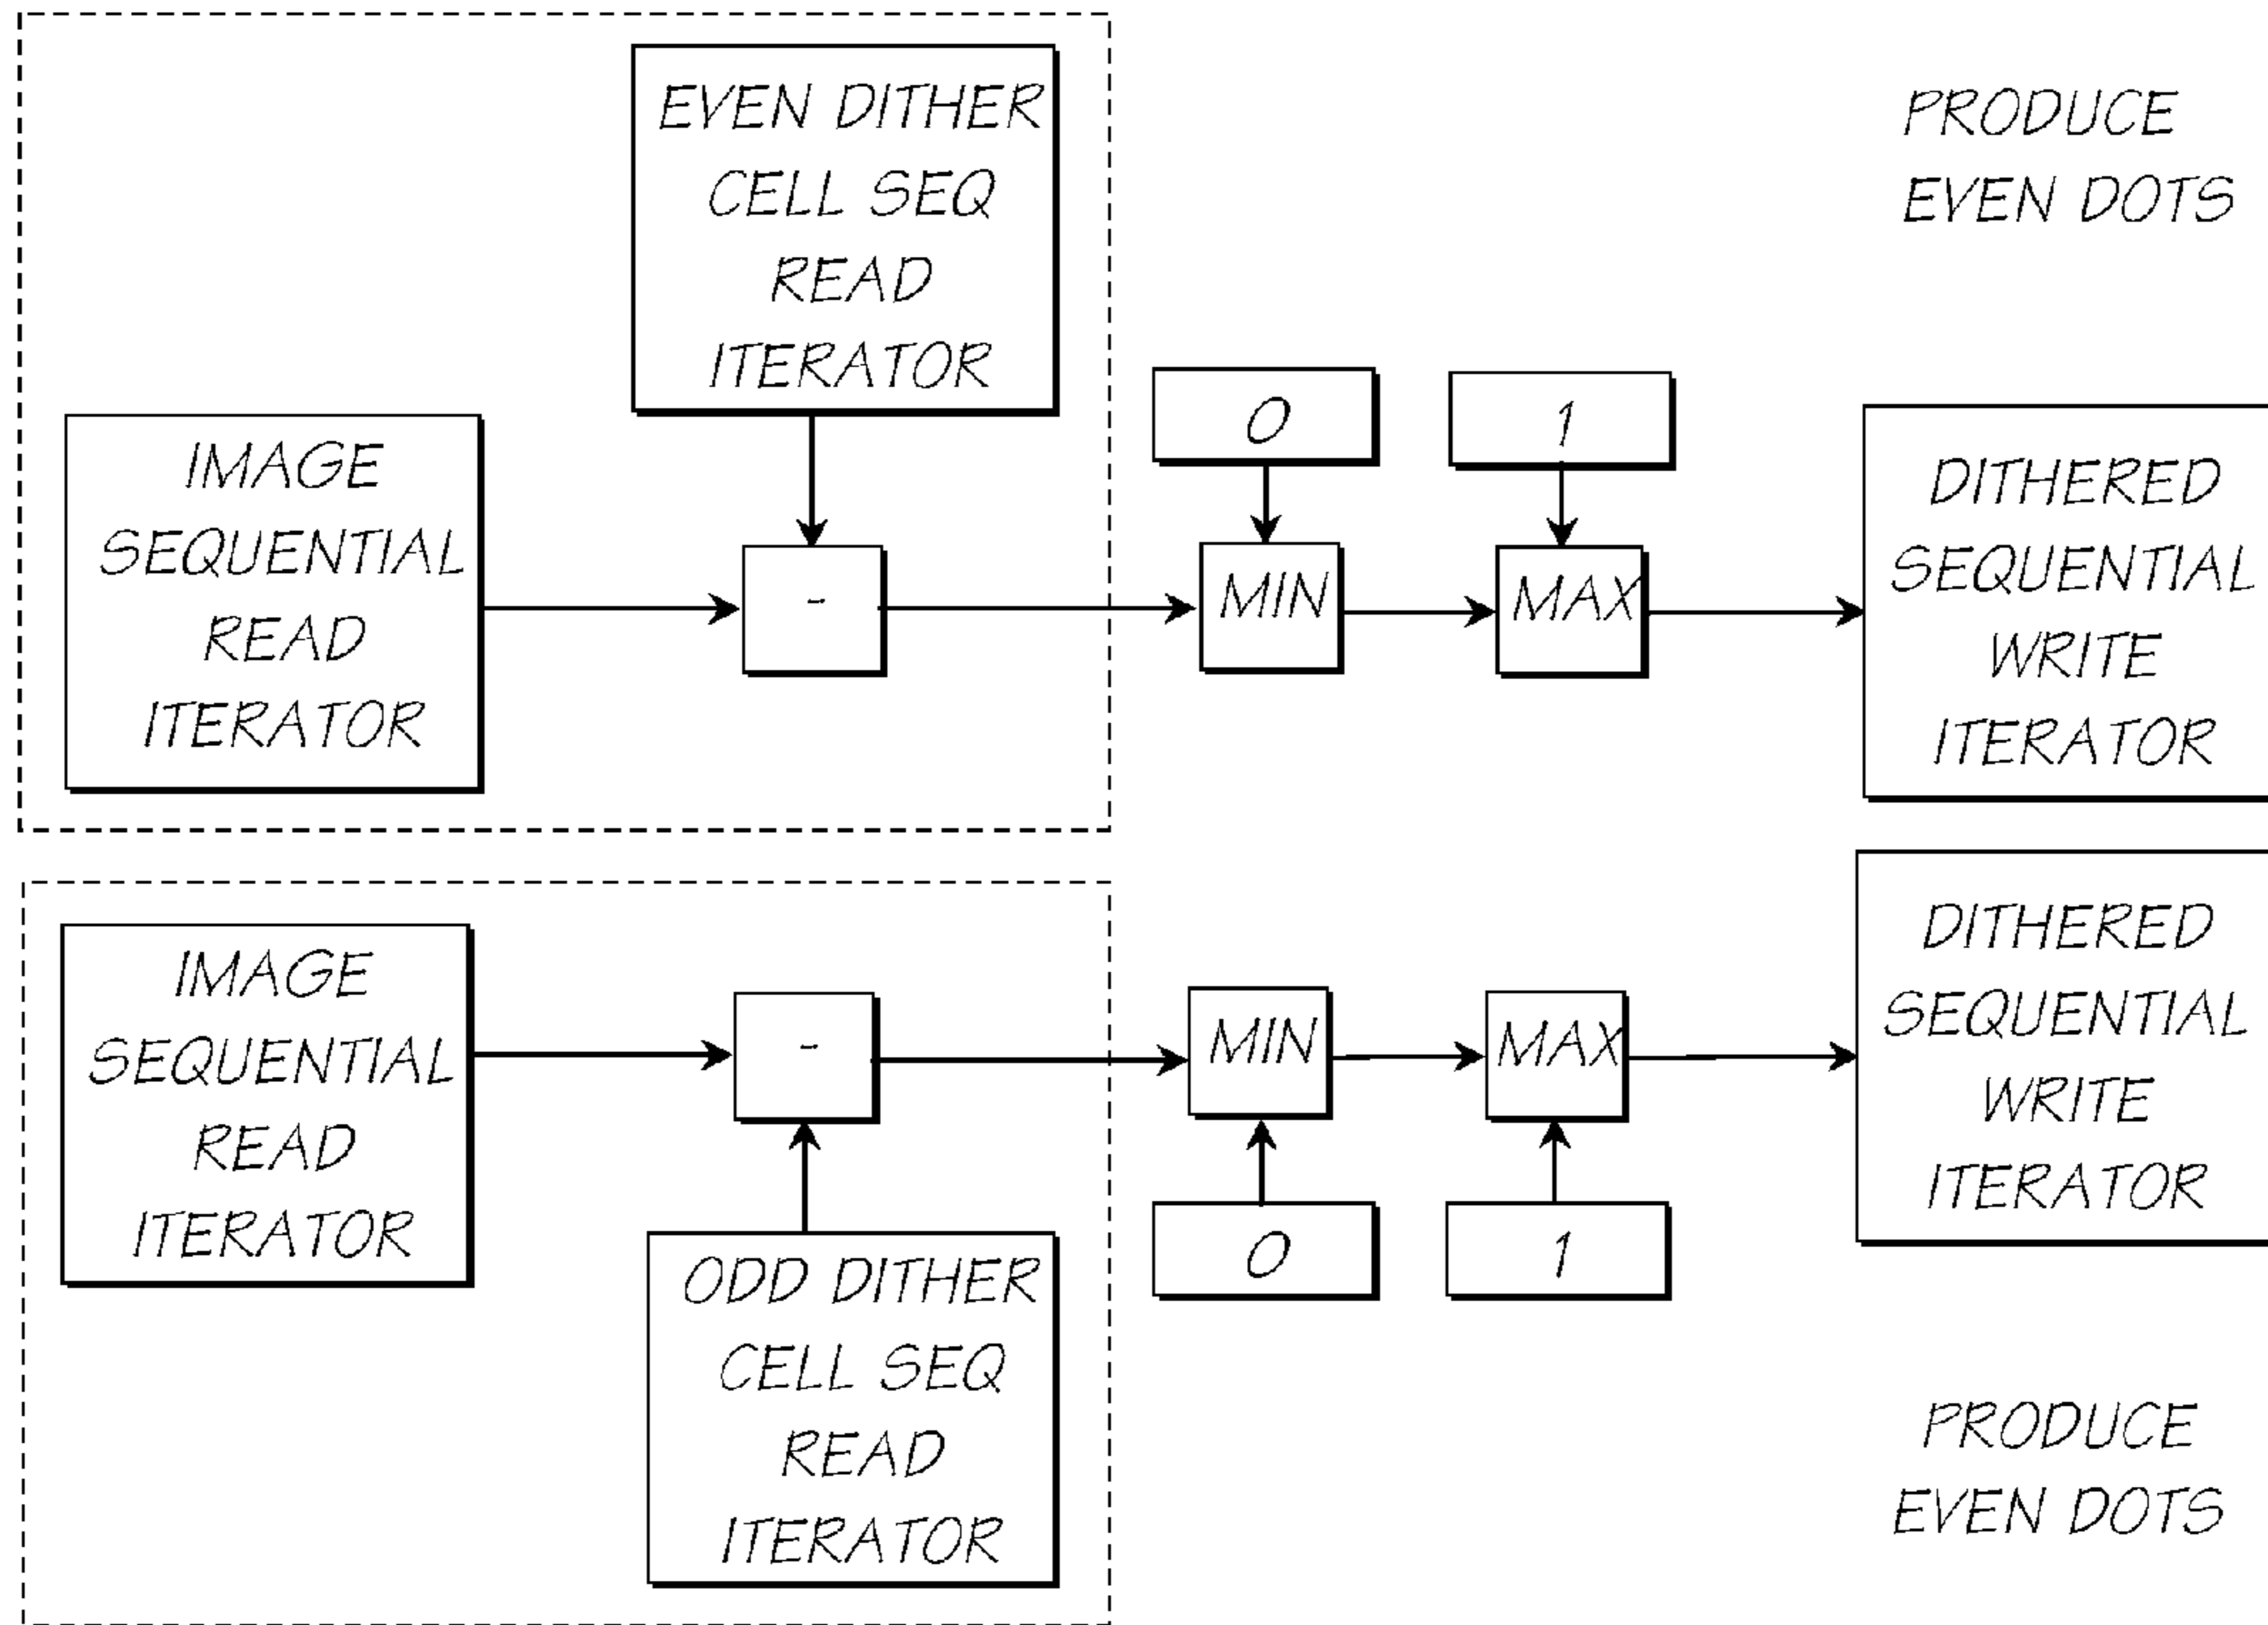 EVEN DITHER
CELL SEQ
READ
ITERATOR
PRODUCE
EVEN DOTS
IMAGE
SEQUENTIAL
READ
ITERATOR
-
0
MIN
1
MAX
DITHERED
SEQUENTIAL
WRITE
ITERATOR
IMAGE
SEQUENTIAL
READ
ITERATOR
-
MIN
MAX
DITHERED
SEQUENTIAL
WRITE
ITERATOR
ODD DITHER
CELL SEQ
READ
ITERATOR
0
1
PRODUCE
EVEN DOTS